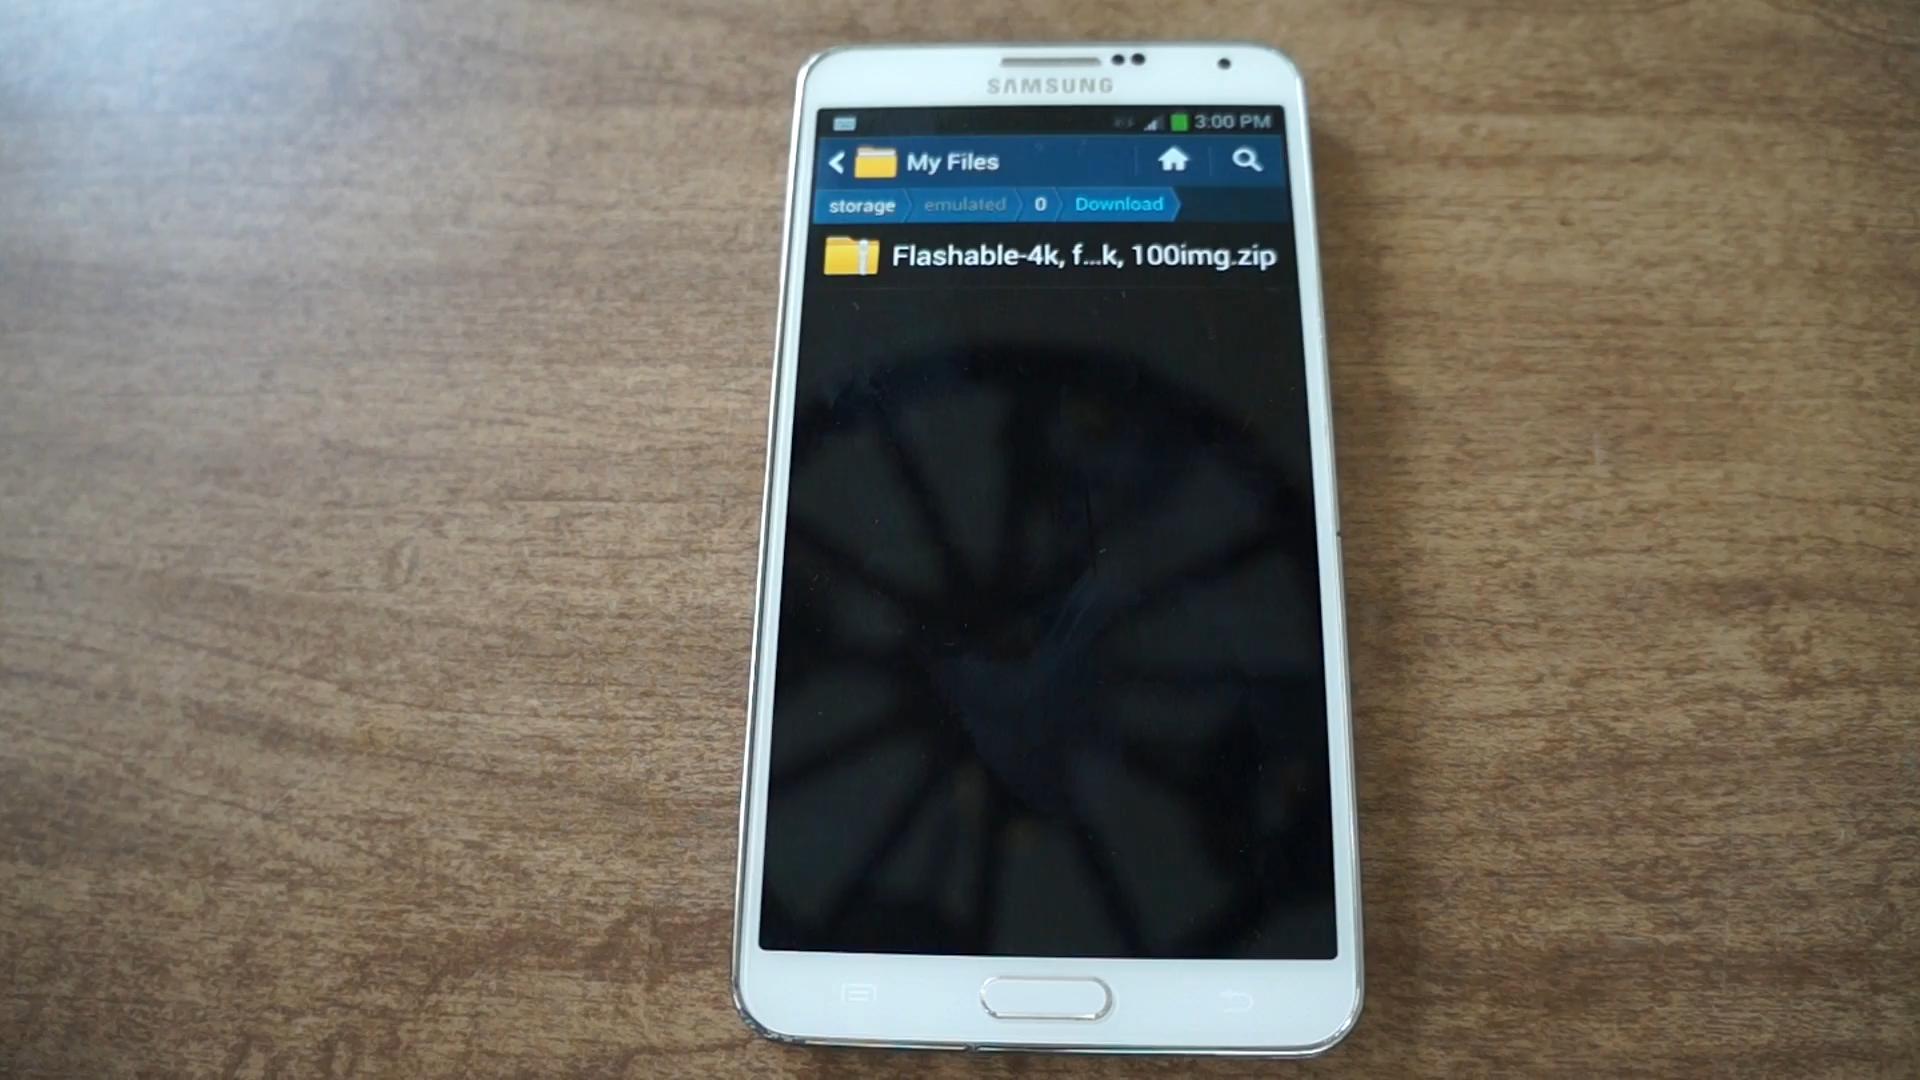 SAMSUNG
3:00 PM
My Files
storage emulated 0 Download
Flashable-4k, f...k, 100img.zip